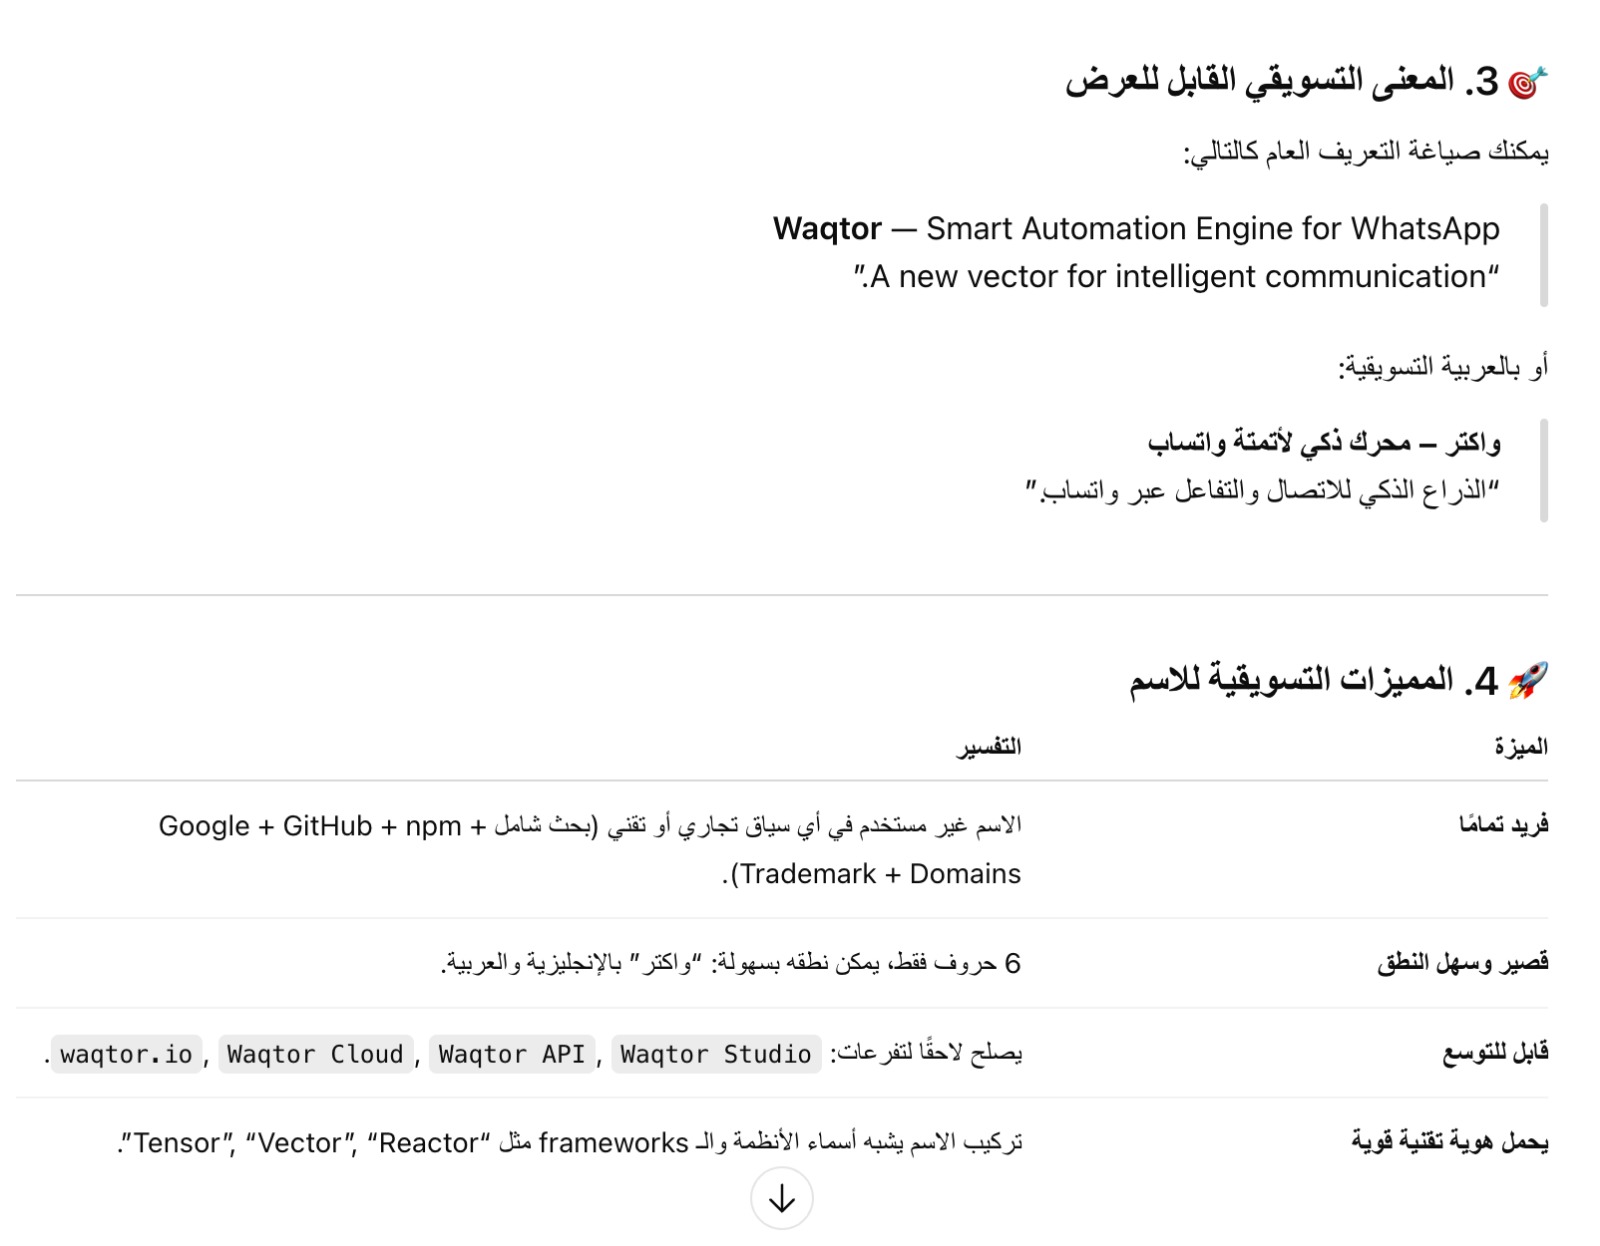 🎯 3. المعنى التسويقي القابل للعرض
يمكنك صياغة التعريف العام كالتالي:
Waqtor — Smart Automation Engine for WhatsApp
“A new vector for intelligent communication.”
أو بالعربية التسويقية:
واكتر – محرك ذكي لأتمتة واتساب
“الذراع الذكي للاتصال والتفاعل عبر واتساب.”
🚀 4. المميزات التسويقية للاسم
الميزة التفسير
فريد تمامًا الاسم غير مستخدم في أي سياق تجاري أو تقني (بحث شامل Google + GitHub + npm +
Trademark + Domains).
قصير وسهل النطق 6 حروف فقط، يمكن نطقه بسهولة: “واكتر” بالإنجليزية والعربية.
قابل للتوسع يصلح لاحقًا لتفرعات: Waqtor Studio, Waqtor API, Waqtor Cloud, waqtor.io.
يحمل هوية تقنية قوية تركيب الاسم يشبه أسماء الأنظمة والـ frameworks مثل “Tensor”, “Vector”, “Reactor”.